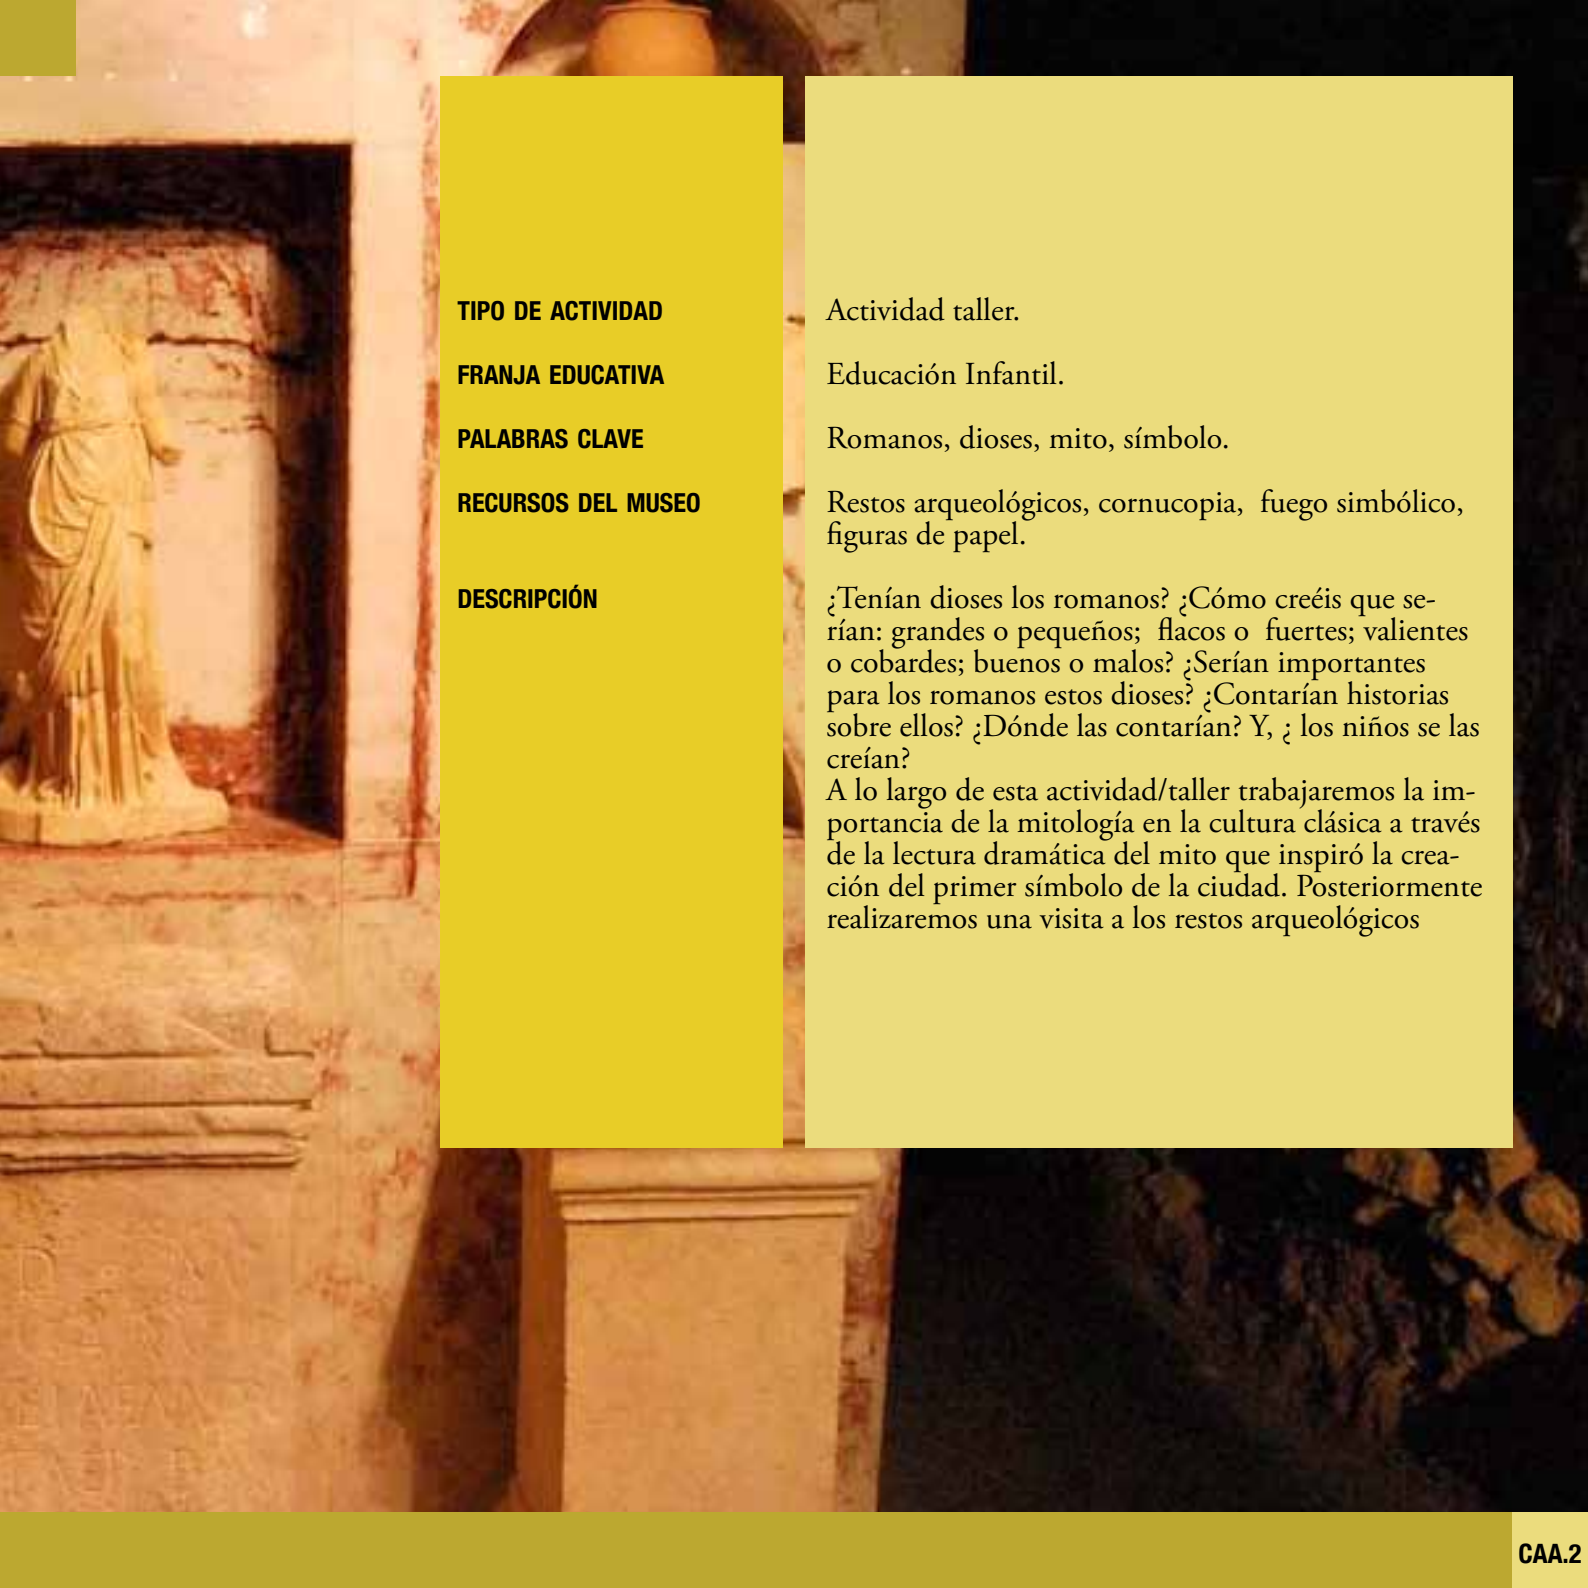 TIPO DE ACTIVIDAD
Actividad taller.
FRANJA EDUCATIVA
Educación Infantil.
PALABRAS CLAVE
Romanos, dioses, mito, símbolo.
RECURSOS DEL MUSEO
Restos arqueológicos, cornucopia,  fuego simbólico,
figuras de papel.
DESCRIPCIÓN
¿Tenían dioses los romanos? ¿Cómo creéis que se-
rían: grandes o pequeños;  flacos o  fuertes; valientes
o cobardes; buenos o malos? ¿Serían importantes
para los romanos estos dioses? ¿Contarían historias
sobre ellos? ¿Dónde las contarían? Y, ¿ los niños se las
creían?
A lo largo de esta actividad/taller trabajaremos la im-
portancia de la mitología en la cultura clásica a través
de la lectura dramática del mito que inspiró la crea-
ción del primer símbolo de la ciudad. Posteriormente
realizaremos una visita a los restos arqueológicos
CAA.2